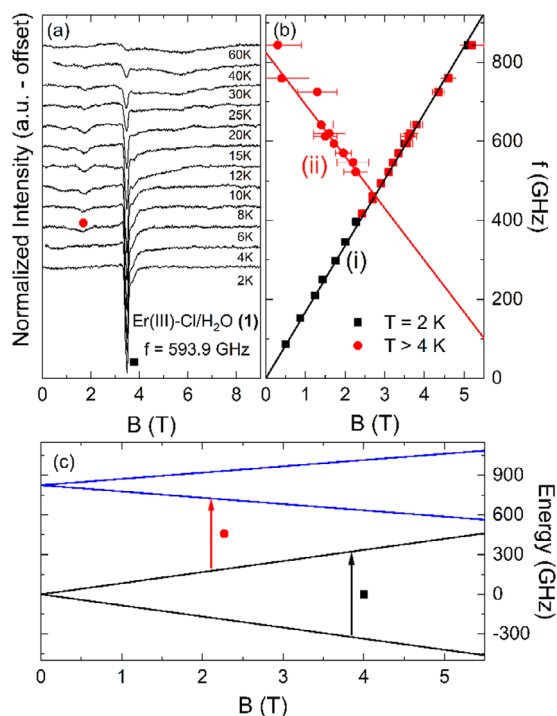 (a)
Normalized Intensity (a.u. - offset)
60K
40K
30K
25K
20K
15K
12K
10K
8K
6K
4K
2K
Er(III)-Cl/H₂O (1)
f = 593.9 GHz
0 2 4 6 8
B (T)
(b)
(ii)
(i)
T = 2 K
T > 4 K
800
600
400
200
0
f (GHz)
0 1 2 3 4 5
B (T)
(c)
900
600
300
0
-300
Energy (GHz)
0 1 2 3 4 5
B (T)